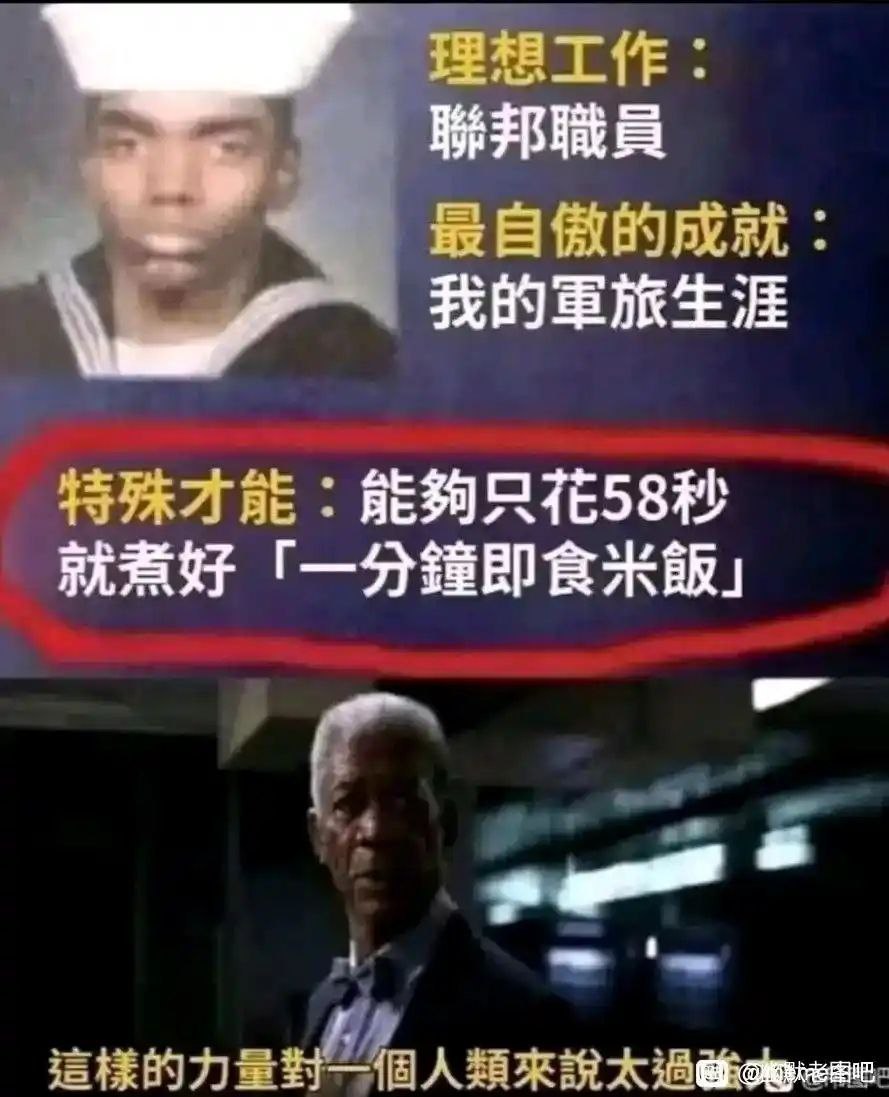 理想工作：
聯邦職員
最自傲的成就：
我的軍旅生涯
特殊才能：能夠只花58秒
就煮好「一分鐘即食米飯」
這樣的力量對一個人類來說太過強